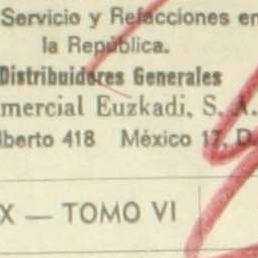 Servicio y Refacciones en
la República.
Distribuidores Generales
mercial Euzkadi, S. A.
lberto 418 México 17, D.
X — TOMO VI